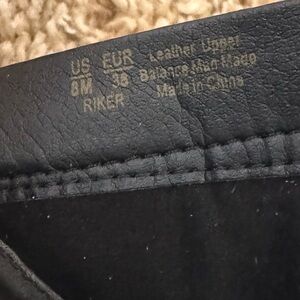 US EUR
8M 38
RIKER
Leather Upper
Balance Man Made
Made in China